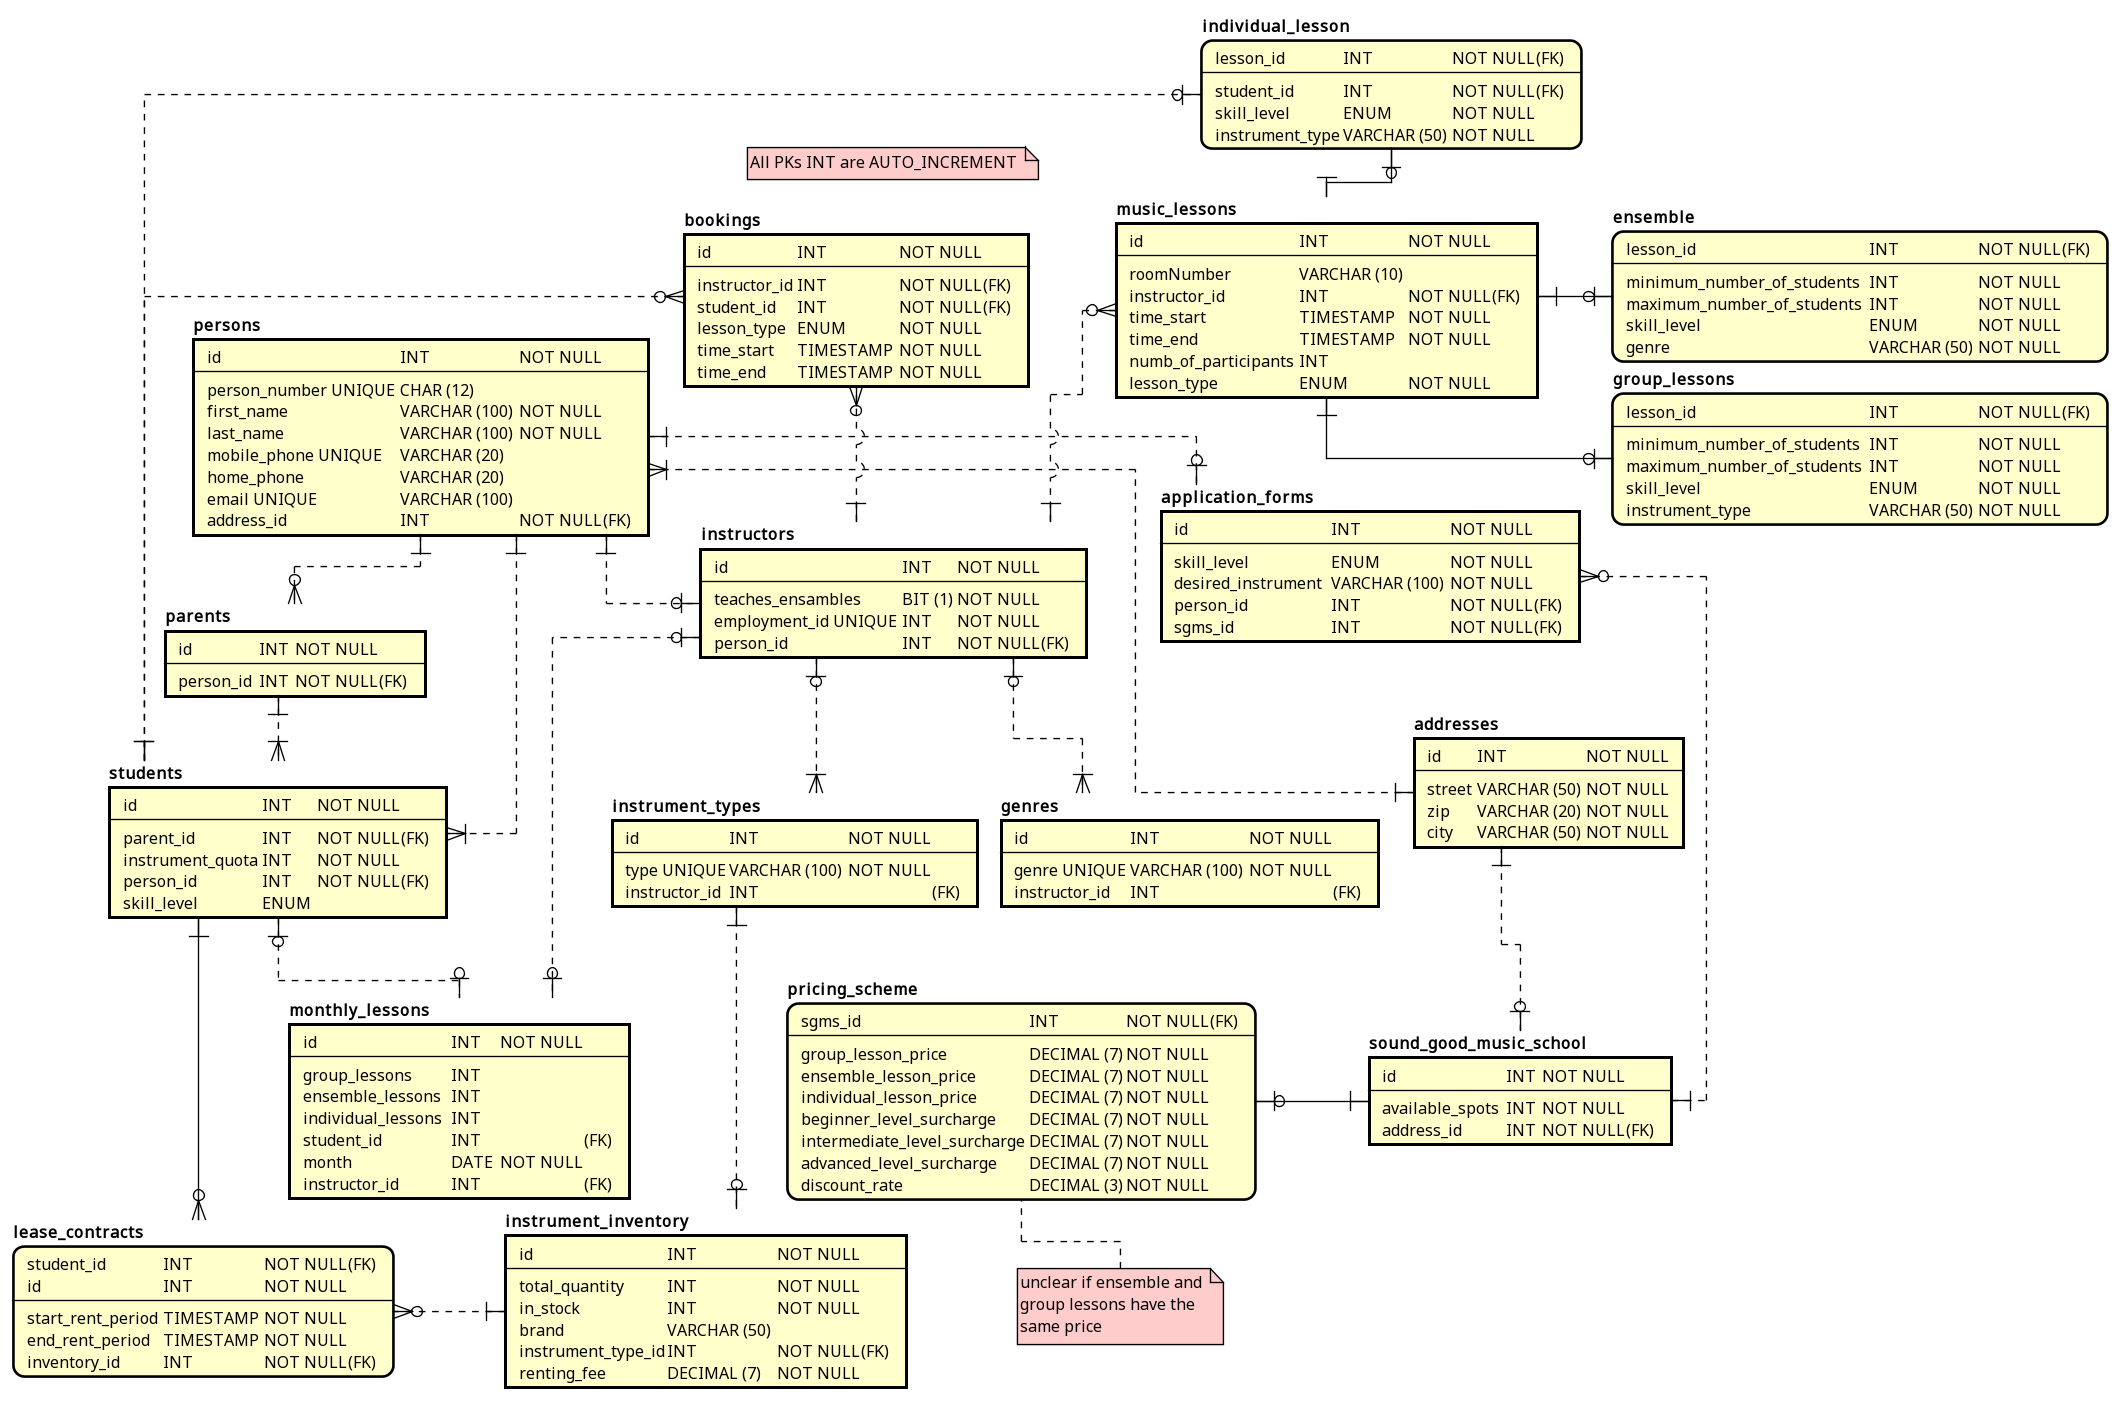 individual_lesson
lesson_id INT NOT NULL(FK)
student_id INT NOT NULL(FK)
skill_level ENUM NOT NULL
instrument_type VARCHAR (50) NOT NULL
All PKs INT are AUTO_INCREMENT
bookings
id INT NOT NULL
instructor_id INT NOT NULL(FK)
student_id INT NOT NULL(FK)
lesson_type ENUM NOT NULL
time_start TIMESTAMP NOT NULL
time_end TIMESTAMP NOT NULL
music_lessons
id INT NOT NULL
roomNumber VARCHAR (10)
instructor_id INT NOT NULL(FK)
time_start TIMESTAMP NOT NULL
time_end TIMESTAMP NOT NULL
numb_of_participants INT
lesson_type ENUM NOT NULL
ensemble
lesson_id INT NOT NULL(FK)
minimum_number_of_students INT NOT NULL
maximum_number_of_students INT NOT NULL
skill_level ENUM NOT NULL
genre VARCHAR (50) NOT NULL
persons
id INT NOT NULL
person_number UNIQUE CHAR (12)
first_name VARCHAR (100) NOT NULL
last_name VARCHAR (100) NOT NULL
mobile_phone UNIQUE VARCHAR (20)
home_phone VARCHAR (20)
email UNIQUE VARCHAR (100)
address_id INT NOT NULL(FK)
group_lessons
lesson_id INT NOT NULL(FK)
minimum_number_of_students INT NOT NULL
maximum_number_of_students INT NOT NULL
skill_level ENUM NOT NULL
instrument_type VARCHAR (50) NOT NULL
application_forms
id INT NOT NULL
skill_level ENUM NOT NULL
desired_instrument VARCHAR (100) NOT NULL
person_id INT NOT NULL(FK)
sgms_id INT NOT NULL(FK)
instructors
id INT NOT NULL
teaches_ensambles BIT (1) NOT NULL
employment_id UNIQUE INT NOT NULL
person_id INT NOT NULL(FK)
parents
id INT NOT NULL
person_id INT NOT NULL(FK)
addresses
id INT NOT NULL
street VARCHAR (50) NOT NULL
zip VARCHAR (20) NOT NULL
city VARCHAR (50) NOT NULL
students
id INT NOT NULL
parent_id INT NOT NULL(FK)
instrument_quota INT NOT NULL
person_id INT NOT NULL(FK)
skill_level ENUM
instrument_types
id INT NOT NULL
type UNIQUE VARCHAR (100) NOT NULL
instructor_id INT (FK)
genres
id INT NOT NULL
genre UNIQUE VARCHAR (100) NOT NULL
instructor_id INT (FK)
monthly_lessons
id INT NOT NULL
group_lessons INT
ensemble_lessons INT
individual_lessons INT
student_id INT (FK)
month DATE NOT NULL
instructor_id INT (FK)
pricing_scheme
sgms_id INT NOT NULL(FK)
group_lesson_price DECIMAL (7) NOT NULL
ensemble_lesson_price DECIMAL (7) NOT NULL
individual_lesson_price DECIMAL (7) NOT NULL
beginner_level_surcharge DECIMAL (7) NOT NULL
intermediate_level_surcharge DECIMAL (7) NOT NULL
advanced_level_surcharge DECIMAL (7) NOT NULL
discount_rate DECIMAL (3) NOT NULL
sound_good_music_school
id INT NOT NULL
available_spots INT NOT NULL
address_id INT NOT NULL(FK)
lease_contracts
student_id INT NOT NULL(FK)
id INT NOT NULL
start_rent_period TIMESTAMP NOT NULL
end_rent_period TIMESTAMP NOT NULL
inventory_id INT NOT NULL(FK)
instrument_inventory
id INT NOT NULL
total_quantity INT NOT NULL
in_stock INT NOT NULL
brand VARCHAR (50)
instrument_type_id INT NOT NULL(FK)
renting_fee DECIMAL (7) NOT NULL
unclear if ensemble and
group lessons have the
same price